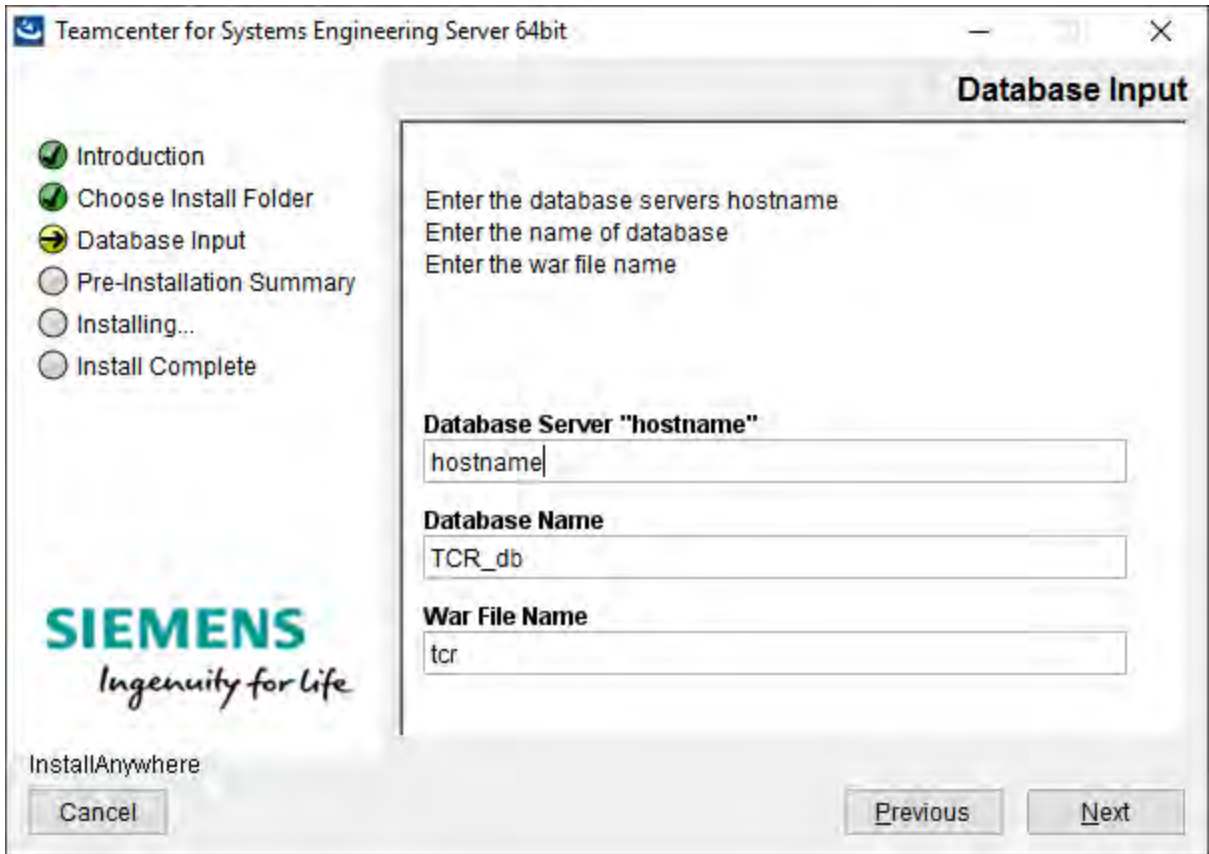 Teamcenter for Systems Engineering Server 64bit
Database Input
Introduction
Choose Install Folder
Database Input
Pre-Installation Summary
Installing...
Install Complete
Enter the database servers hostname
Enter the name of database
Enter the war file name
Database Server "hostname"
hostname
Database Name
TCR_db
War File Name
tcr
SIEMENS
Ingenuity for life
InstallAnywhere
Cancel
Previous
Next